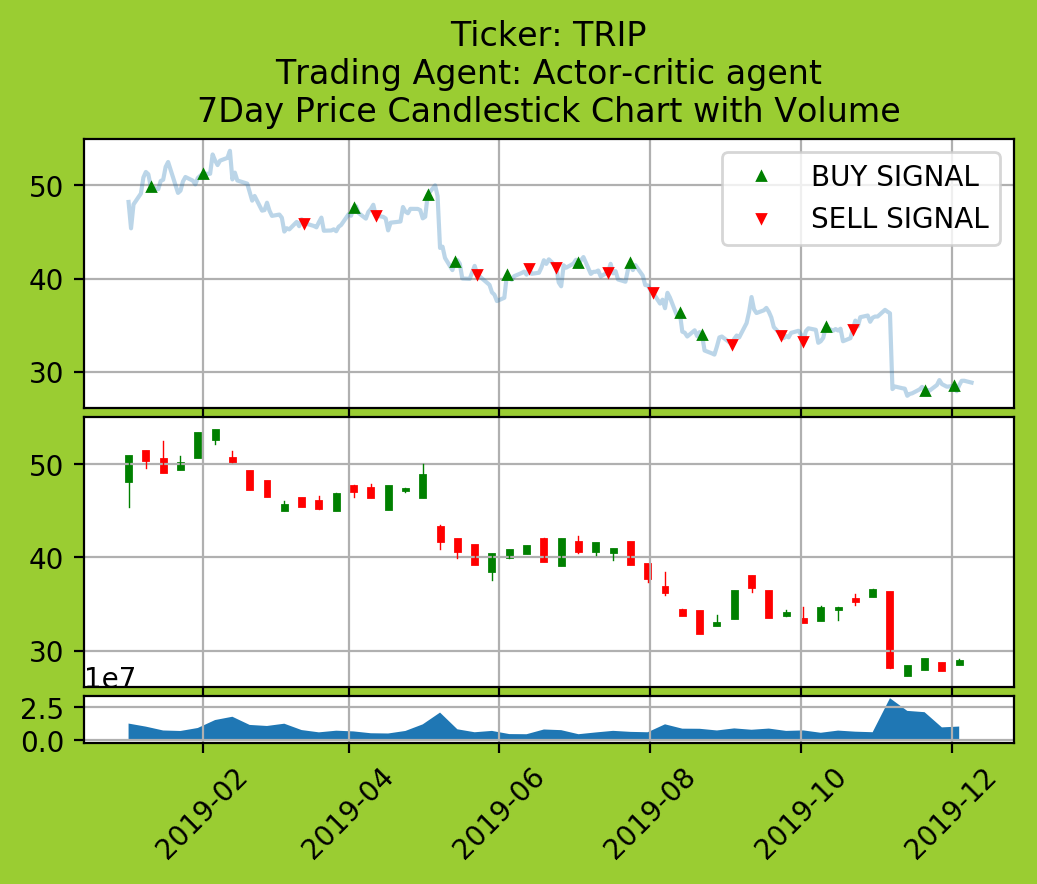 Ticker: TRIP
Trading Agent: Actor-critic agent
7Day Price Candlestick Chart with Volume
50
40
30
BUY SIGNAL
SELL SIGNAL
50
40
30
1e7
2.5
0.0
2019-02
2019-04
2019-06
2019-08
2019-10
2019-12